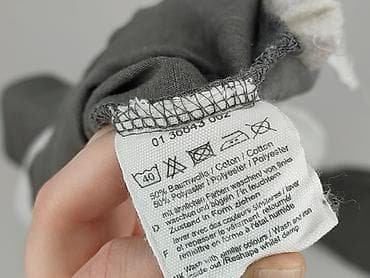 01 30643 002
40
50% Baumwolle / Coton / Cotton
50% Polyester / Polyester / Polyester
mit ähnlichen Farben waschen von links
waschen und bügeln in feuchtem
D Zustand in Form ziehen
laver avec des couleurs similaires / laver
et repasser le vêtement retourné/
F remettre en forme à l'état humide
Wash with similar colours / Wash and iron
inside out / Reshape whilst damp